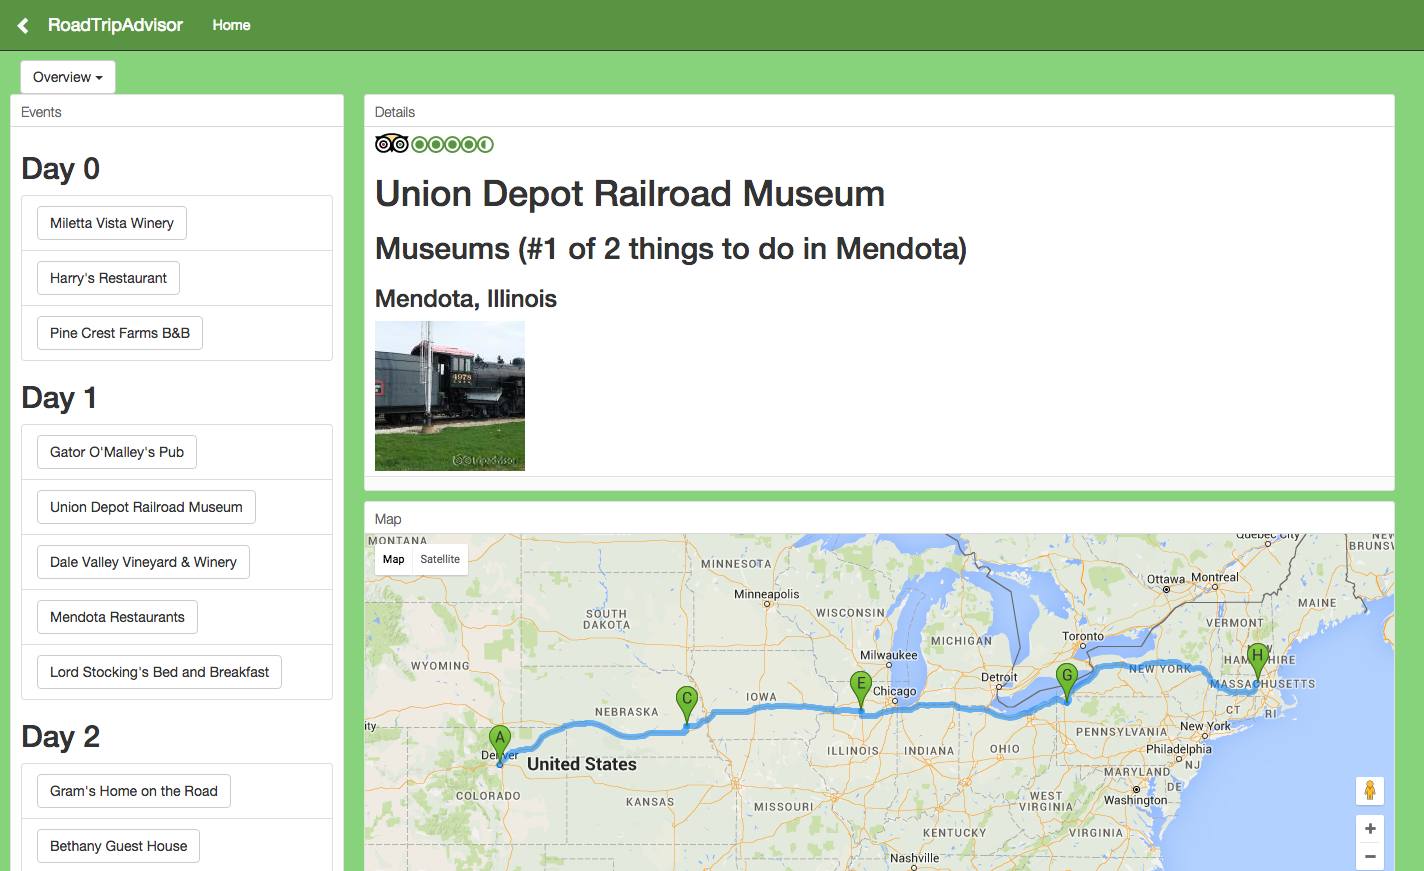 RoadTripAdvisor Home
Overview
Events
Day 0
Miletta Vista Winery
Harry's Restaurant
Pine Crest Farms B&B
Day 1
Gator O'Malley's Pub
Union Depot Railroad Museum
Dale Valley Vineyard & Winery
Mendota Restaurants
Lord Stocking's Bed and Breakfast
Day 2
Gram's Home on the Road
Bethany Guest House
Details
Union Depot Railroad Museum
Museums (#1 of 2 things to do in Mendota)
Mendota, Illinois
4978
tripadvisor
Map
MONTANA
Map Satellite
Quebec City
NEW
BRUNSW
MINNESOTA
Ottawa Montreal
Minneapolis
MAINE
SOUTH
DAKOTA
WISCONSIN
VERMONT
MICHIGAN
Toronto
H
NEW
HAMPSHIRE
WYOMING
Milwaukee
NEW YORK
Detroit
G
MASSACHUSETTS
E
Chicago
C
IOWA
NEBRASKA
CT RI
ity
New York
PENNSYLVANIA
A
Philadelphia
Denver
ILLINOIS INDIANA OHIO
United States
NJ
MARYLAND
DE
COLORADO
KANSAS
MISSOURI
WEST
VIRGINIA
Washington
KENTUCKY
VIRGINIA
Nashville
+
−